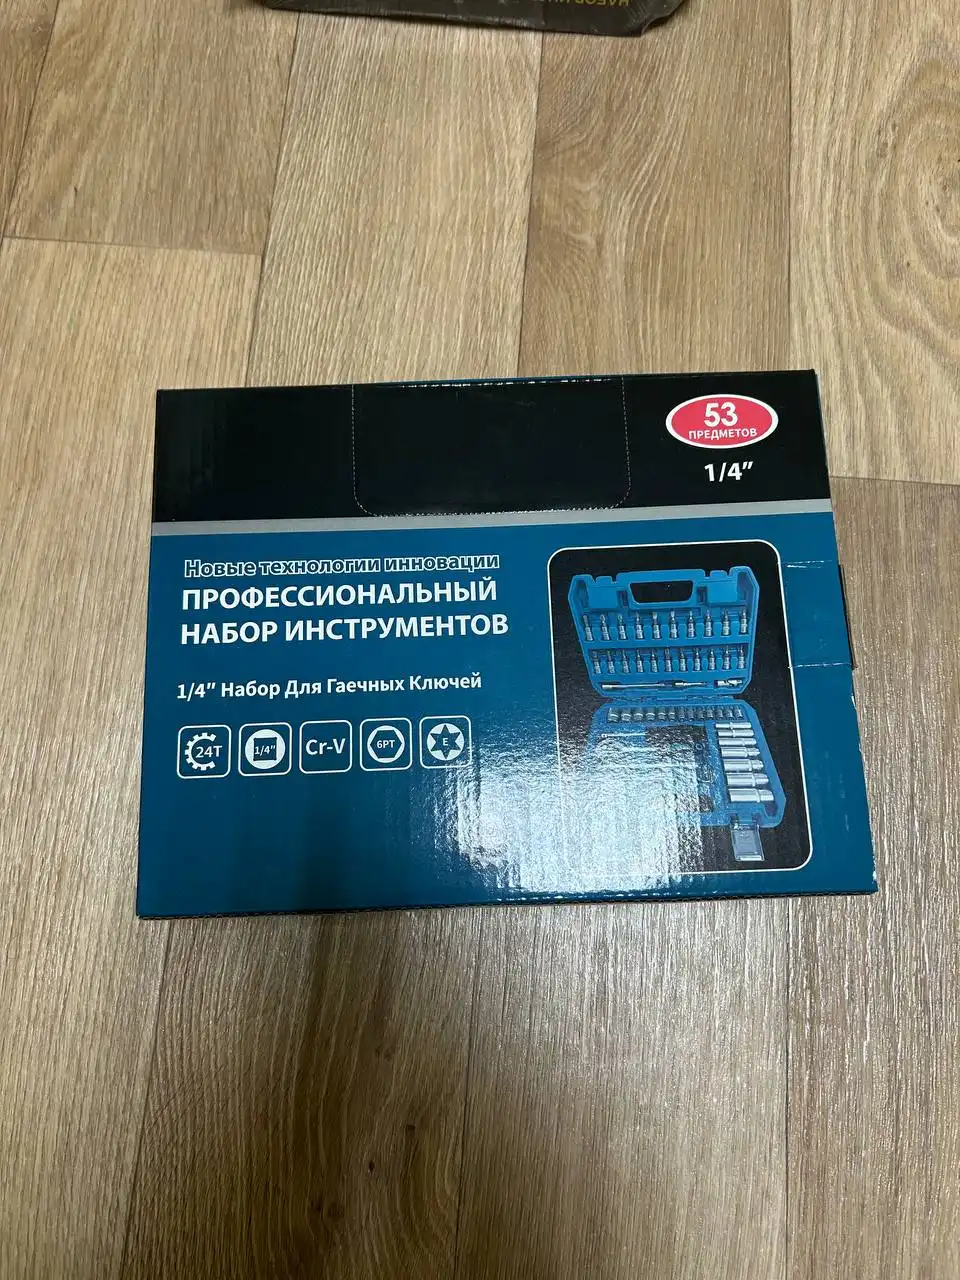 53
ПРЕДМЕТОВ
1/4"
Новые технологии инновации
ПРОФЕССИОНАЛЬНЫЙ
НАБОР ИНСТРУМЕНТОВ
1/4" Набор Для Гаечных Ключей
24T
1/4"
Cr-V
6PT
E